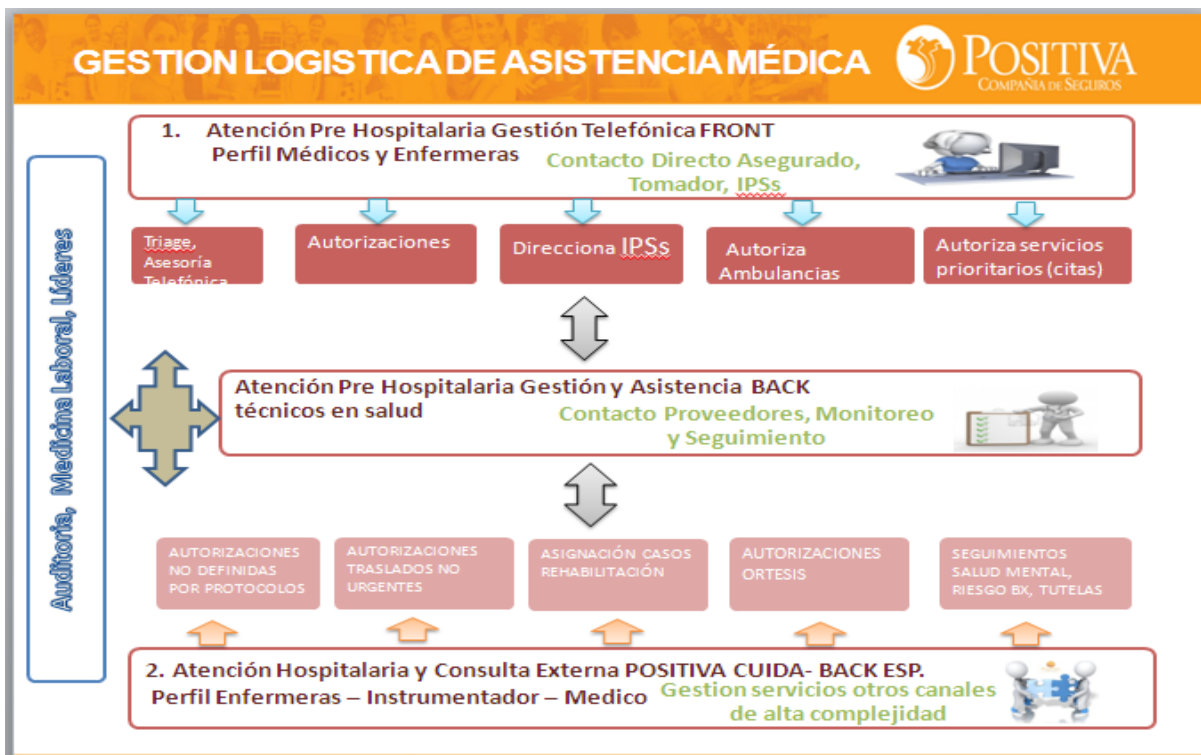 GESTION LOGISTICA DE ASISTENCIA MÉDICA
POSITIVA
COMPAÑIA DE SEGUROS
Auditoria, Medicina Laboral, Líderes
1. Atención Pre Hospitalaria Gestión Telefónica FRONT
Perfil Médicos y Enfermeras
Contacto Directo Asegurado,
Tomador, IPSs
Triage,
Asesoría
Telefónica
Autorizaciones
Direcciona IPSs
Autoriza
Ambulancias
Autoriza servicios
prioritarios (citas)
Atención Pre Hospitalaria Gestión y Asistencia BACK
técnicos en salud
Contacto Proveedores, Monitoreo
y Seguimiento
AUTORIZACIONES
NO DEFINIDAS
POR PROTOCOLOS
AUTORIZACIONES
TRASLADOS NO
URGENTES
ASIGNACIÓN CASOS
REHABILITACIÓN
AUTORIZACIONES
ORTESIS
SEGUIMIENTOS
SALUD MENTAL,
RIESGO BX, TUTELAS
2. Atención Hospitalaria y Consulta Externa POSITIVA CUIDA- BACK ESP.
Perfil Enfermeras – Instrumentador – Medico
Gestion servicios otros canales
de alta complejidad